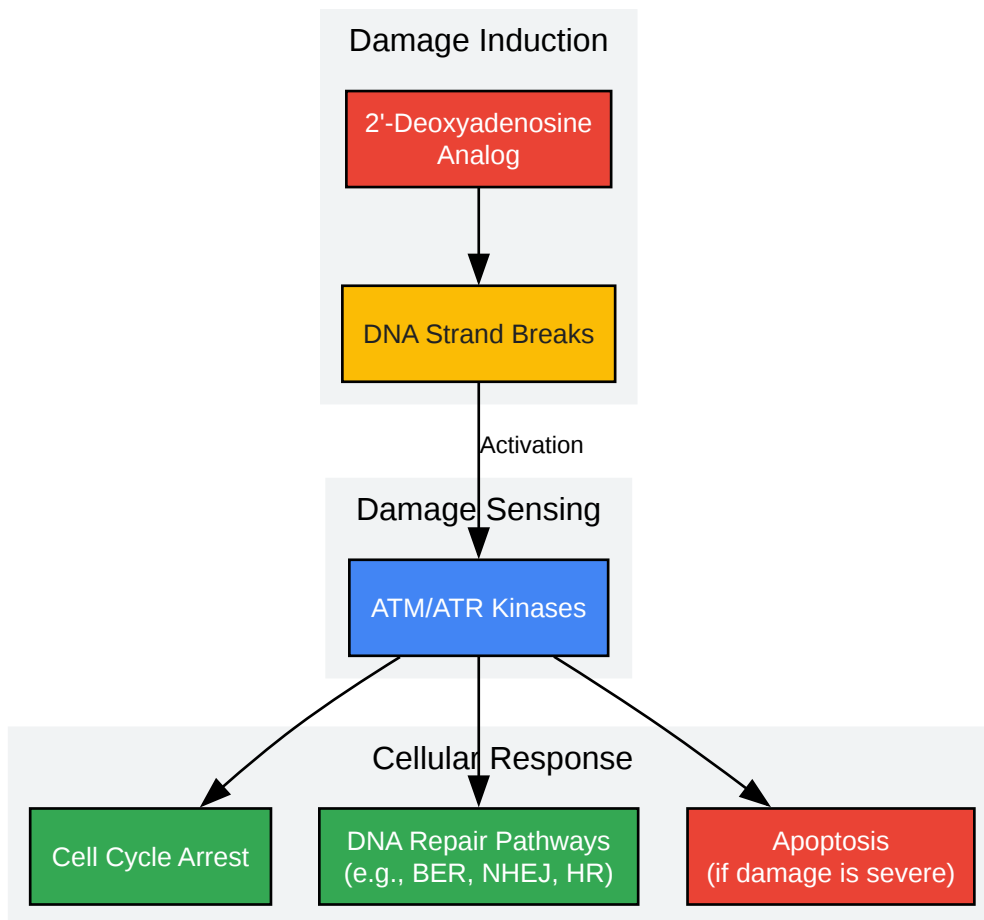 Damage Induction
2'-Deoxyadenosine
Analog
DNA Strand Breaks
Activation
Damage Sensing
ATM/ATR Kinases
Cellular Response
Cell Cycle Arrest
DNA Repair Pathways
(e.g., BER, NHEJ, HR)
Apoptosis
(if damage is severe)